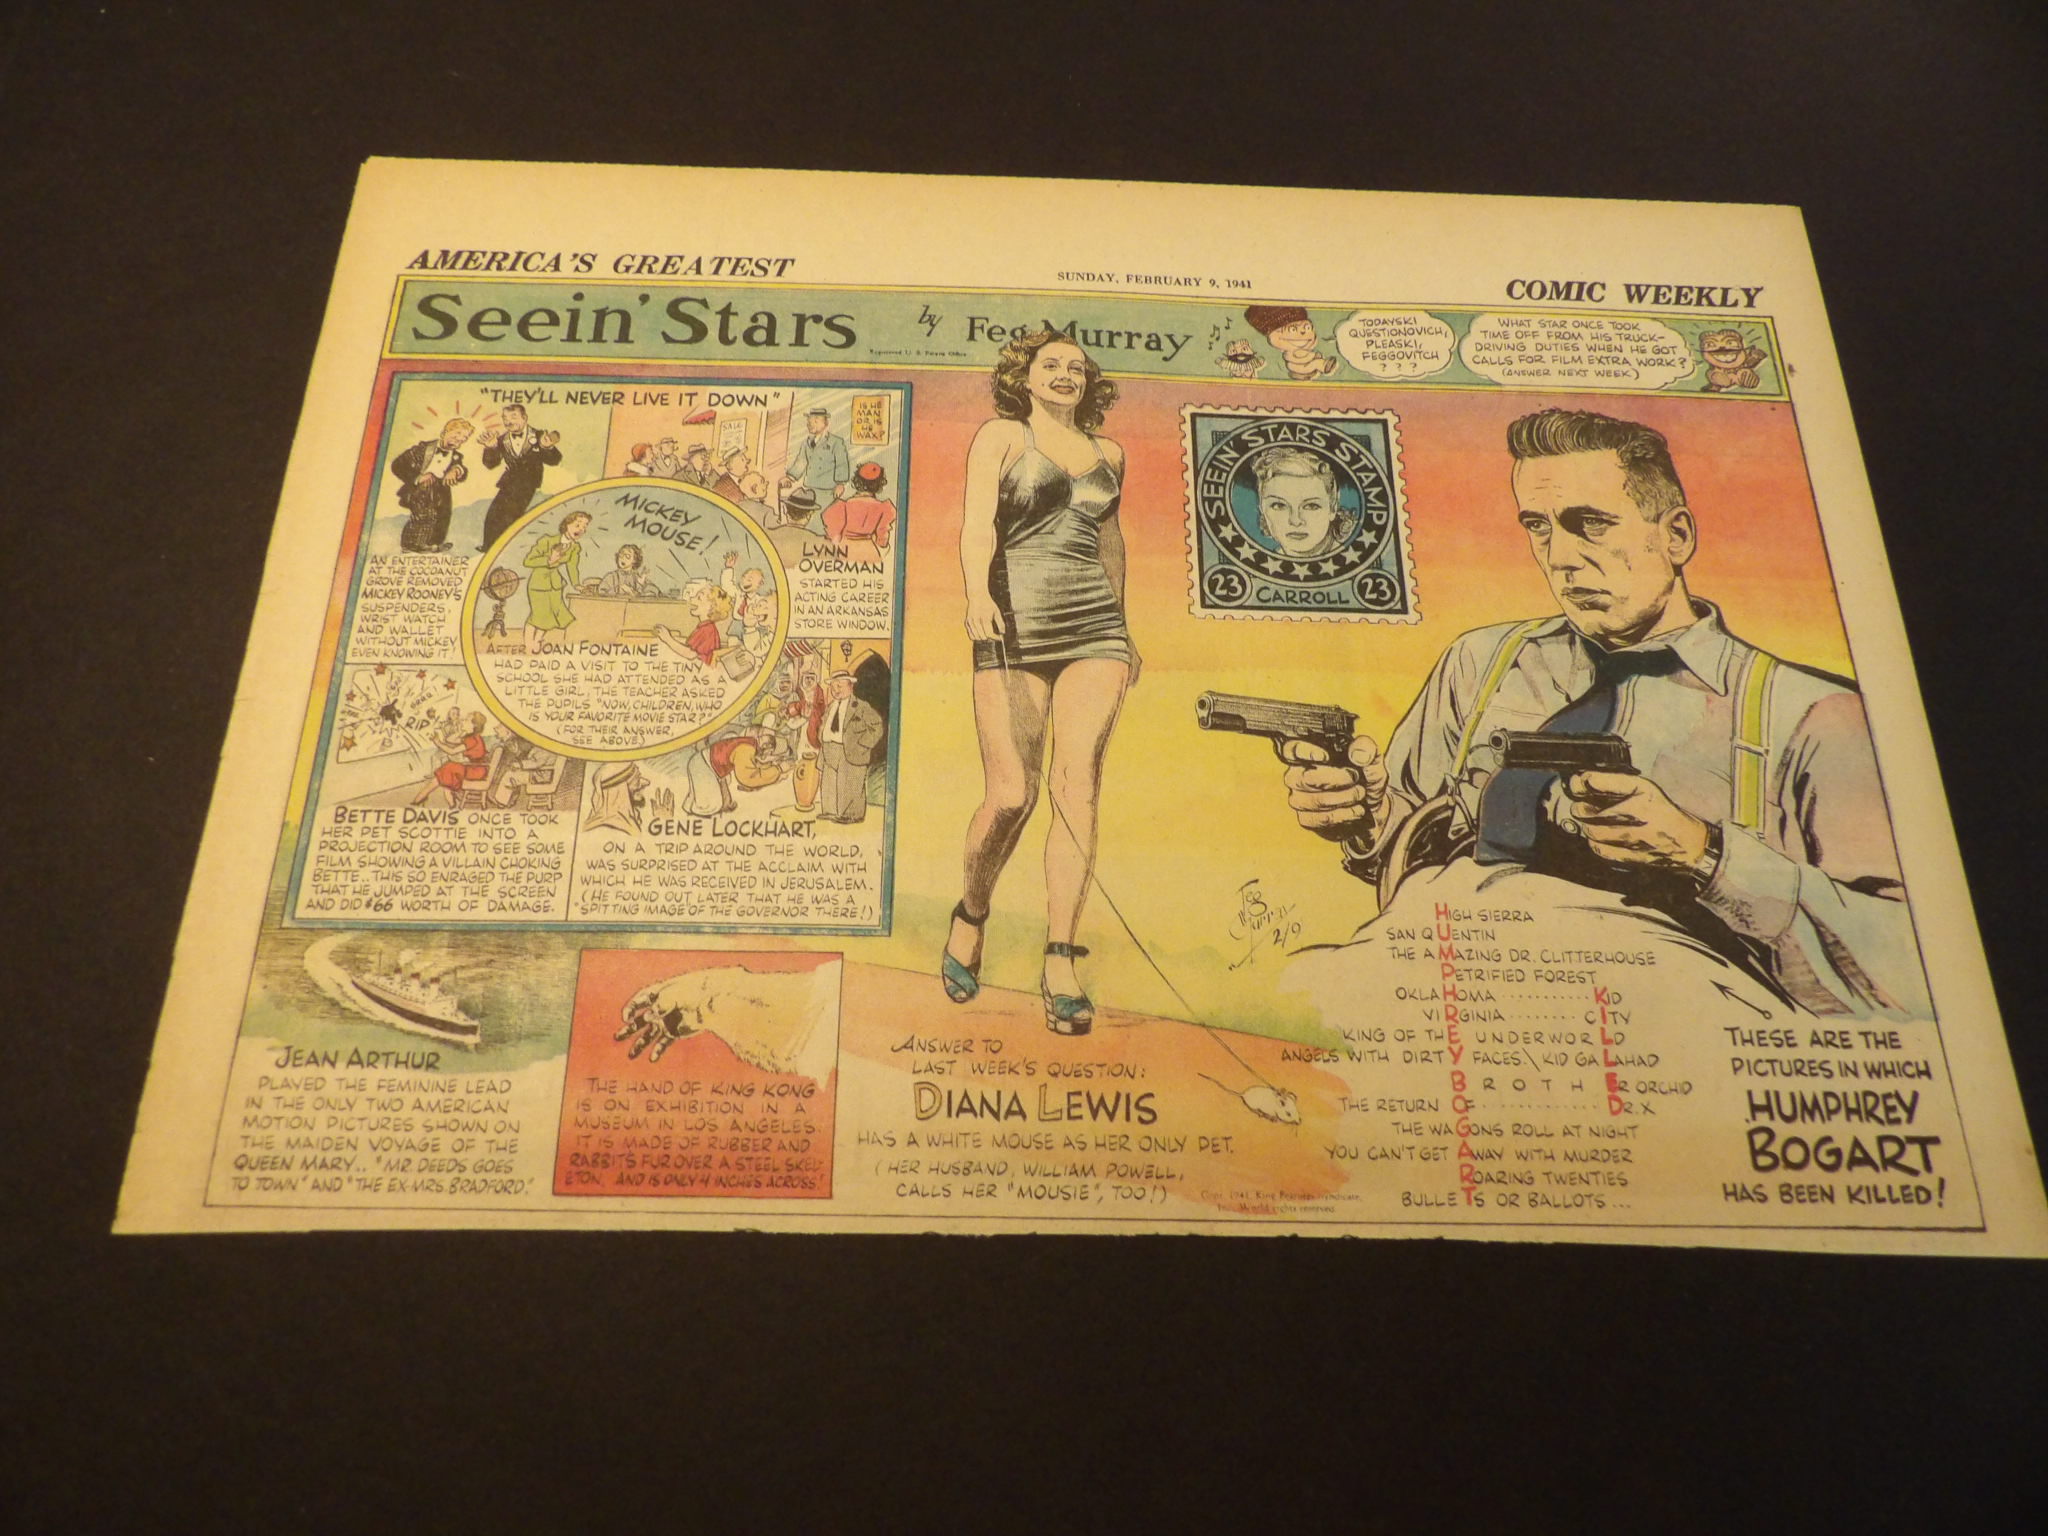 AMERICA'S GREATEST
SUNDAY, FEBRUARY 9, 1941
COMIC WEEKLY
Seein' Stars
by Feg Murray
Registered U. S. Patent Office
TODAYSKI
QUESTIONOVICH,
PLEASKI,
FEGGOVITCH
? ? ?
WHAT STAR ONCE TOOK
TIME OFF FROM HIS TRUCK-
DRIVING DUTIES WHEN HE GOT
CALLS FOR FILM EXTRA WORK?
(ANSWER NEXT WEEK)
"THEY'LL NEVER LIVE IT DOWN"
SALE
IS HE
MAN
OR IS
HE
WAX?
AN ENTERTAINER
AT THE COCOANUT
GROVE REMOVED
MICKEY ROONEY'S
SUSPENDERS,
WRIST WATCH
AND WALLET
WITHOUT MICKEY
EVEN KNOWING IT!
MICKEY
MOUSE!
AFTER JOAN FONTAINE
HAD PAID A VISIT TO THE TINY
SCHOOL SHE HAD ATTENDED AS A
LITTLE GIRL, THE TEACHER ASKED
THE PUPILS "NOW, CHILDREN, WHO
IS YOUR FAVORITE MOVIE STAR?"
(FOR THEIR ANSWER,
SEE ABOVE)
LYNN
OVERMAN
STARTED HIS
ACTING CAREER
IN AN ARKANSAS
STORE WINDOW.
GRRR!
RIP!
BETTE DAVIS ONCE TOOK
HER PET SCOTTIE INTO A
PROJECTION ROOM TO SEE SOME
FILM SHOWING A VILLAIN CHOKING
BETTE.. THIS SO ENRAGED THE PURP
THAT HE JUMPED AT THE SCREEN
AND DID $66 WORTH OF DAMAGE.
GENE LOCKHART,
ON A TRIP AROUND THE WORLD,
WAS SURPRISED AT THE ACCLAIM WITH
WHICH HE WAS RECEIVED IN JERUSALEM.
(HE FOUND OUT LATER THAT HE WAS A
"SPITTING IMAGE" OF THE GOVERNOR THERE!)
JEAN ARTHUR
PLAYED THE FEMININE LEAD
IN THE ONLY TWO AMERICAN
MOTION PICTURES SHOWN ON
THE MAIDEN VOYAGE OF THE
QUEEN MARY.. "MR. DEEDS GOES
TO TOWN" AND "THE EX-MRS. BRADFORD."
THE HAND OF KING KONG
IS ON EXHIBITION IN A
MUSEUM IN LOS ANGELES.
IT IS MADE OF RUBBER AND
RABBITS FUR OVER A STEEL SKEL-
ETON, AND IS ONLY 4 INCHES ACROSS!
ANSWER TO
LAST WEEK'S QUESTION:
DIANA LEWIS
HAS A WHITE MOUSE AS HER ONLY PET.
(HER HUSBAND, WILLIAM POWELL,
CALLS HER "MOUSIE", TOO!)
Copr. 1941, King Features Syndicate,
Inc., World rights reserved.
SEEIN' STARS STAMP
23 CARROLL 23
Feg
Murray
2/9
HIGH SIERRA
SAN QUENTIN
THE AMAZING DR. CLITTERHOUSE
PETRIFIED FOREST
OKLAHOMA .......... KID
VIRGINIA ........ CITY
KING OF THE UNDERWORLD
ANGELS WITH DIRTY FACES \ KID GALAHAD
BROTHER ORCHID
THE RETURN OF ............ DR. X
THE WAGONS ROLL AT NIGHT
YOU CAN'T GET AWAY WITH MURDER
ROARING TWENTIES
BULLETS OR BALLOTS ...
THESE ARE THE
PICTURES IN WHICH
HUMPHREY
BOGART
HAS BEEN KILLED!